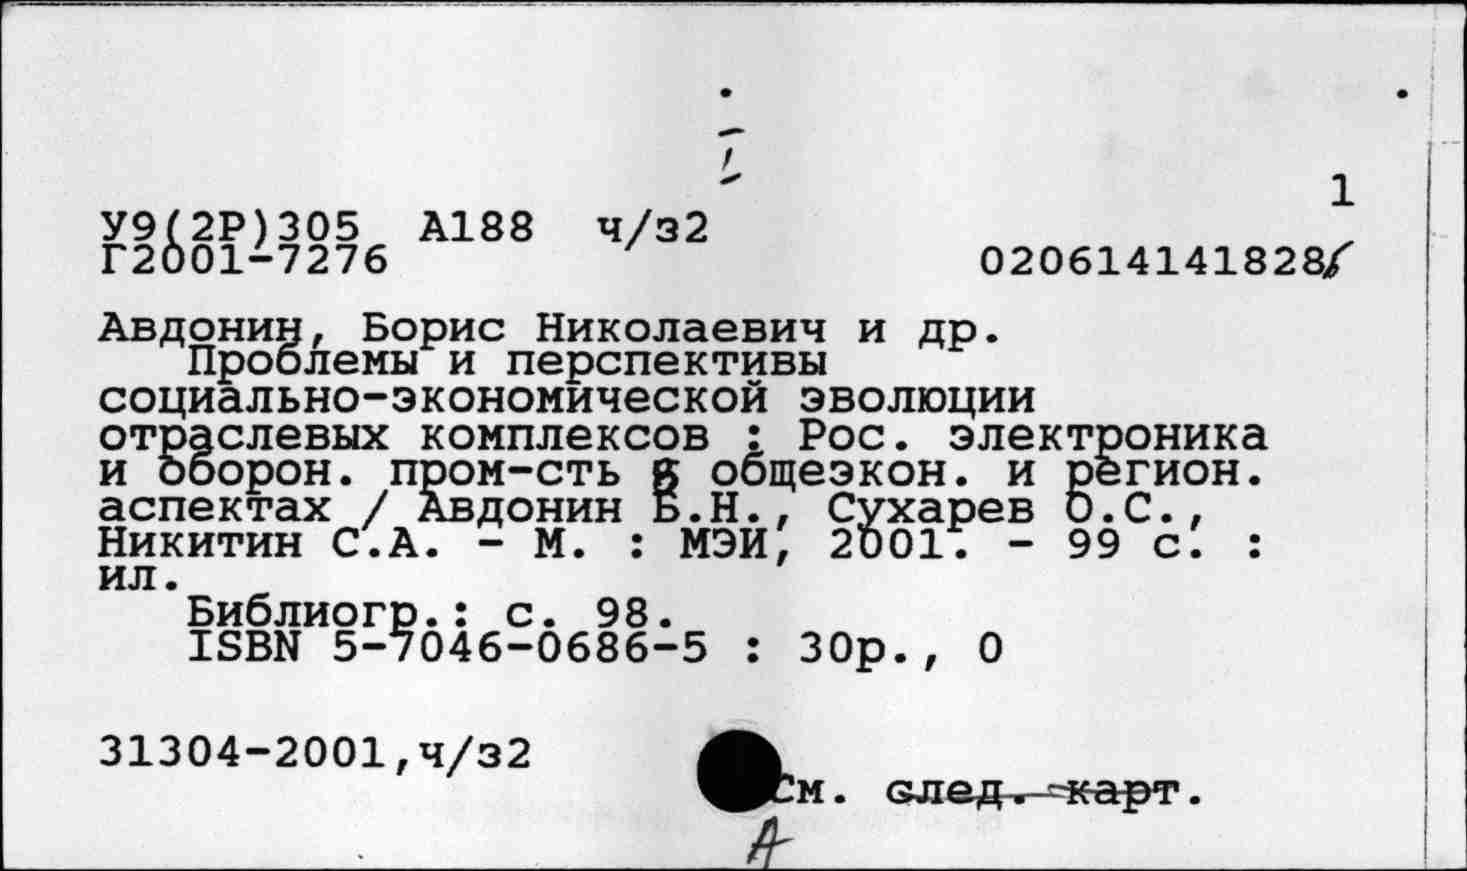 1
У9(2Р)305 А188 ч/з2
Г2001-7276 020614141828/
Авдонин, Борис Николаевич и др.
Проблемы и перспективы
социально-экономической эволюции
отраслевых комплексов : Рос. электроника
и оборон. пром-сть в общеэкон. и регион.
аспектах / Авдонин Б.Н., Сухарев О.С.,
Никитин С.А. - М. : МЭИ, 2001. - 99 с. :
ил.
Библиогр.: с. 98.
ISBN 5-7046-0686-5 : 30р., 0
31304-2001,ч/з2
См. след. карт.
А